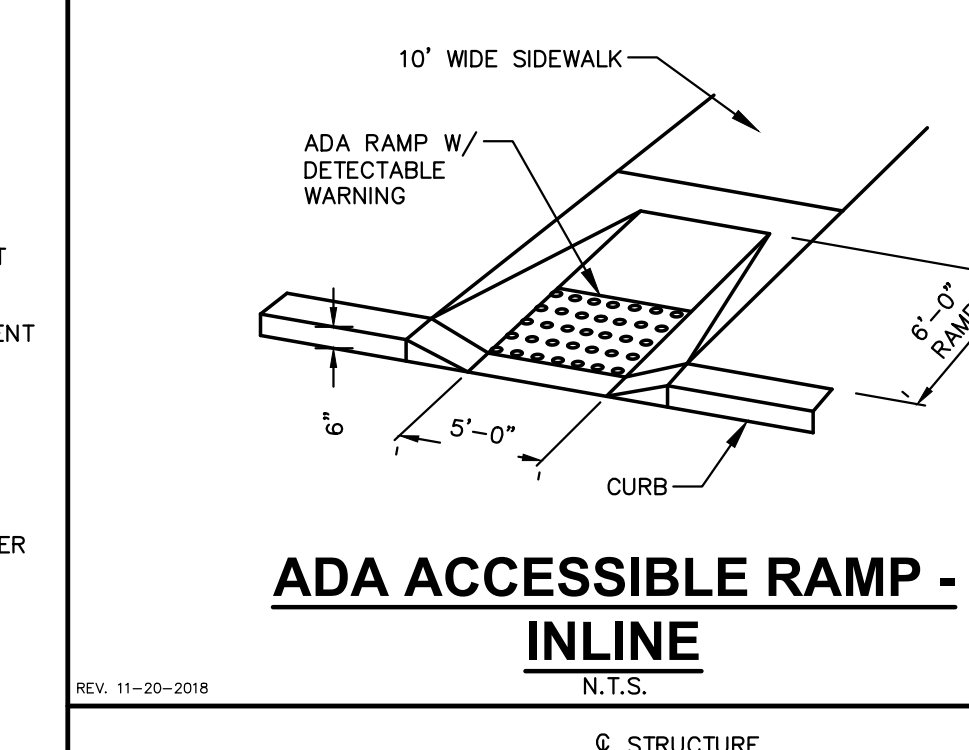 10' WIDE SIDEWALK
ADA RAMP W/
DETECTABLE
WARNING
6'-0"
6"
5'-0"
CURB
ADA ACCESSIBLE RAMP -
INLINE
N.T.S.
REV. 11-20-2018
℄ STRUCTURE